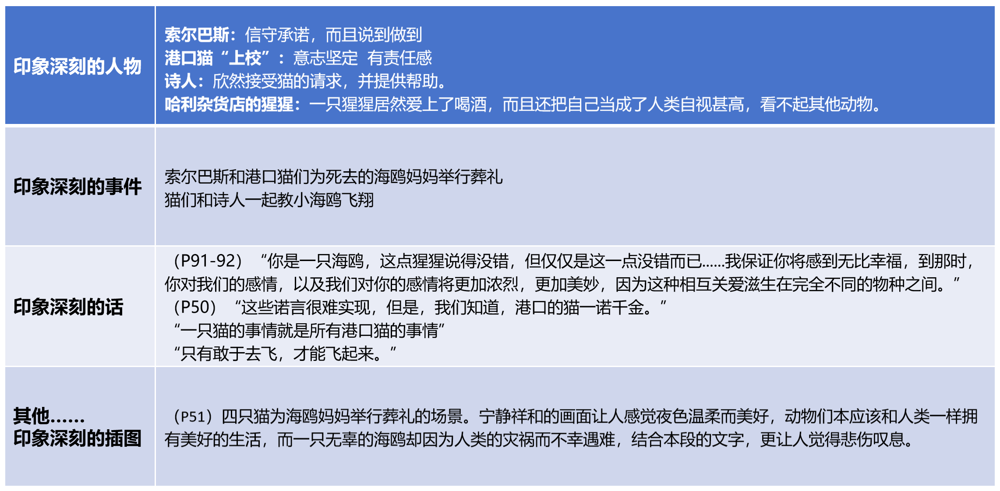 印象深刻的人物
索尔巴斯：信守承诺，而且说到做到
港口猫“上校”：意志坚定 有责任感
诗人：欣然接受猫的请求，并提供帮助。
哈利杂货店的猩猩：一只猩猩居然爱上了喝酒，而且还把自己当成了人类自视甚高，看不起其他动物。
印象深刻的事件
索尔巴斯和港口猫们为死去的海鸥妈妈举行葬礼
猫们和诗人一起教小海鸥飞翔
印象深刻的话
（P91-92）“你是一只海鸥，这点猩猩说得没错，但仅仅是这一点没错而已……我保证你将感到无比幸福，到那时，
你对我们的感情，以及我们对你的感情将更加浓烈，更加美妙，因为这种相互关爱滋生在完全不同的物种之间。”
（P50）“这些诺言很难实现，但是，我们知道，港口的猫一诺千金。”
“一只猫的事情就是所有港口猫的事情”
“只有敢于去飞，才能飞起来。”
其他……
印象深刻的插图
（P51）四只猫为海鸥妈妈举行葬礼的场景。宁静祥和的画面让人感觉夜色温柔而美好，动物们本应该和人类一样拥
有美好的生活，而一只无辜的海鸥却因为人类的灾祸而不幸遇难，结合本段的文字，更让人觉得悲伤叹息。